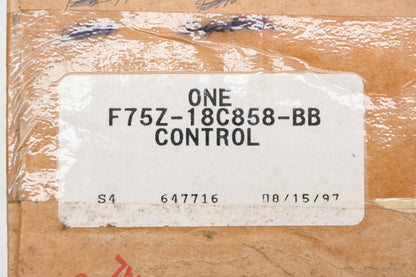 ONE
F75Z-18C858-BB
CONTROL
S4 647716 08/15/97